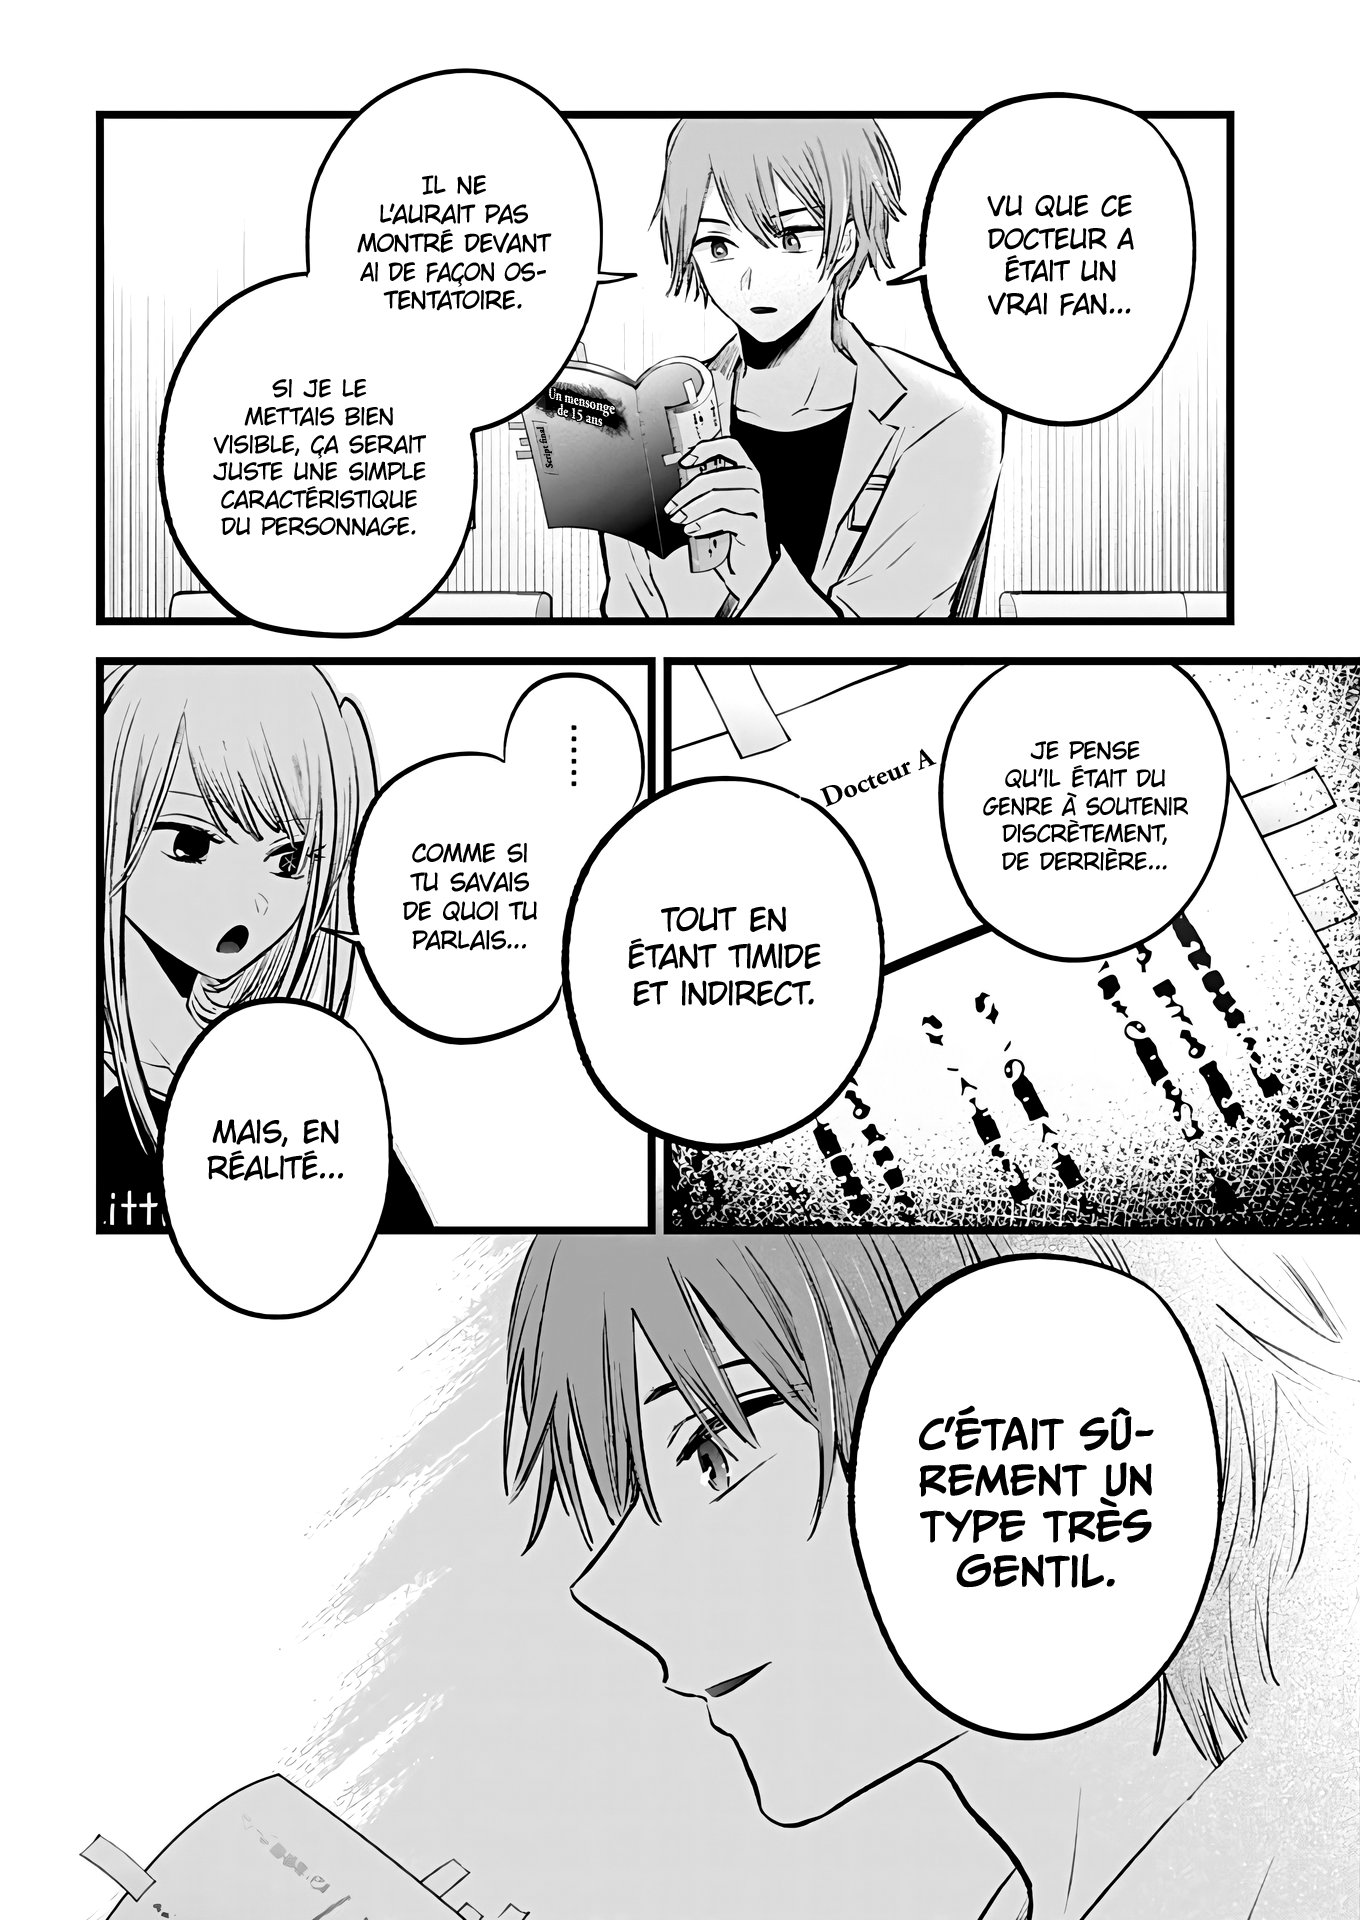 VU QUE CE
DOCTEUR A
ÉTAIT UN
VRAI FAN...
IL NE
L'AURAIT PAS
MONTRÉ DEVANT
AI DE FAÇON OS-
TENTATOIRE.
SI JE LE
METTAIS BIEN
VISIBLE, ÇA SERAIT
JUSTE UNE SIMPLE
CARACTÉRISTIQUE
DU PERSONNAGE.
Un mensonge
de 15 ans
Script final
JE PENSE
QU'IL ÉTAIT DU
GENRE À SOUTENIR
DISCRÈTEMENT,
DE DERRIÈRE...
Docteur A
TOUT EN
ÉTANT TIMIDE
ET INDIRECT.
......
COMME SI
TU SAVAIS
DE QUOI TU
PARLAIS...
MAIS, EN
RÉALITÉ...
itt
C'ÉTAIT SÛ-
REMENT UN
TYPE TRÈS
GENTIL.